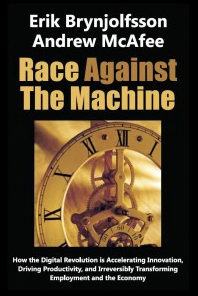 Erik Brynjolfsson
Andrew McAfee
Race Against
The Machine
How the Digital Revolution is Accelerating Innovation,
Driving Productivity, and Irreversibly Transforming
Employment and the Economy